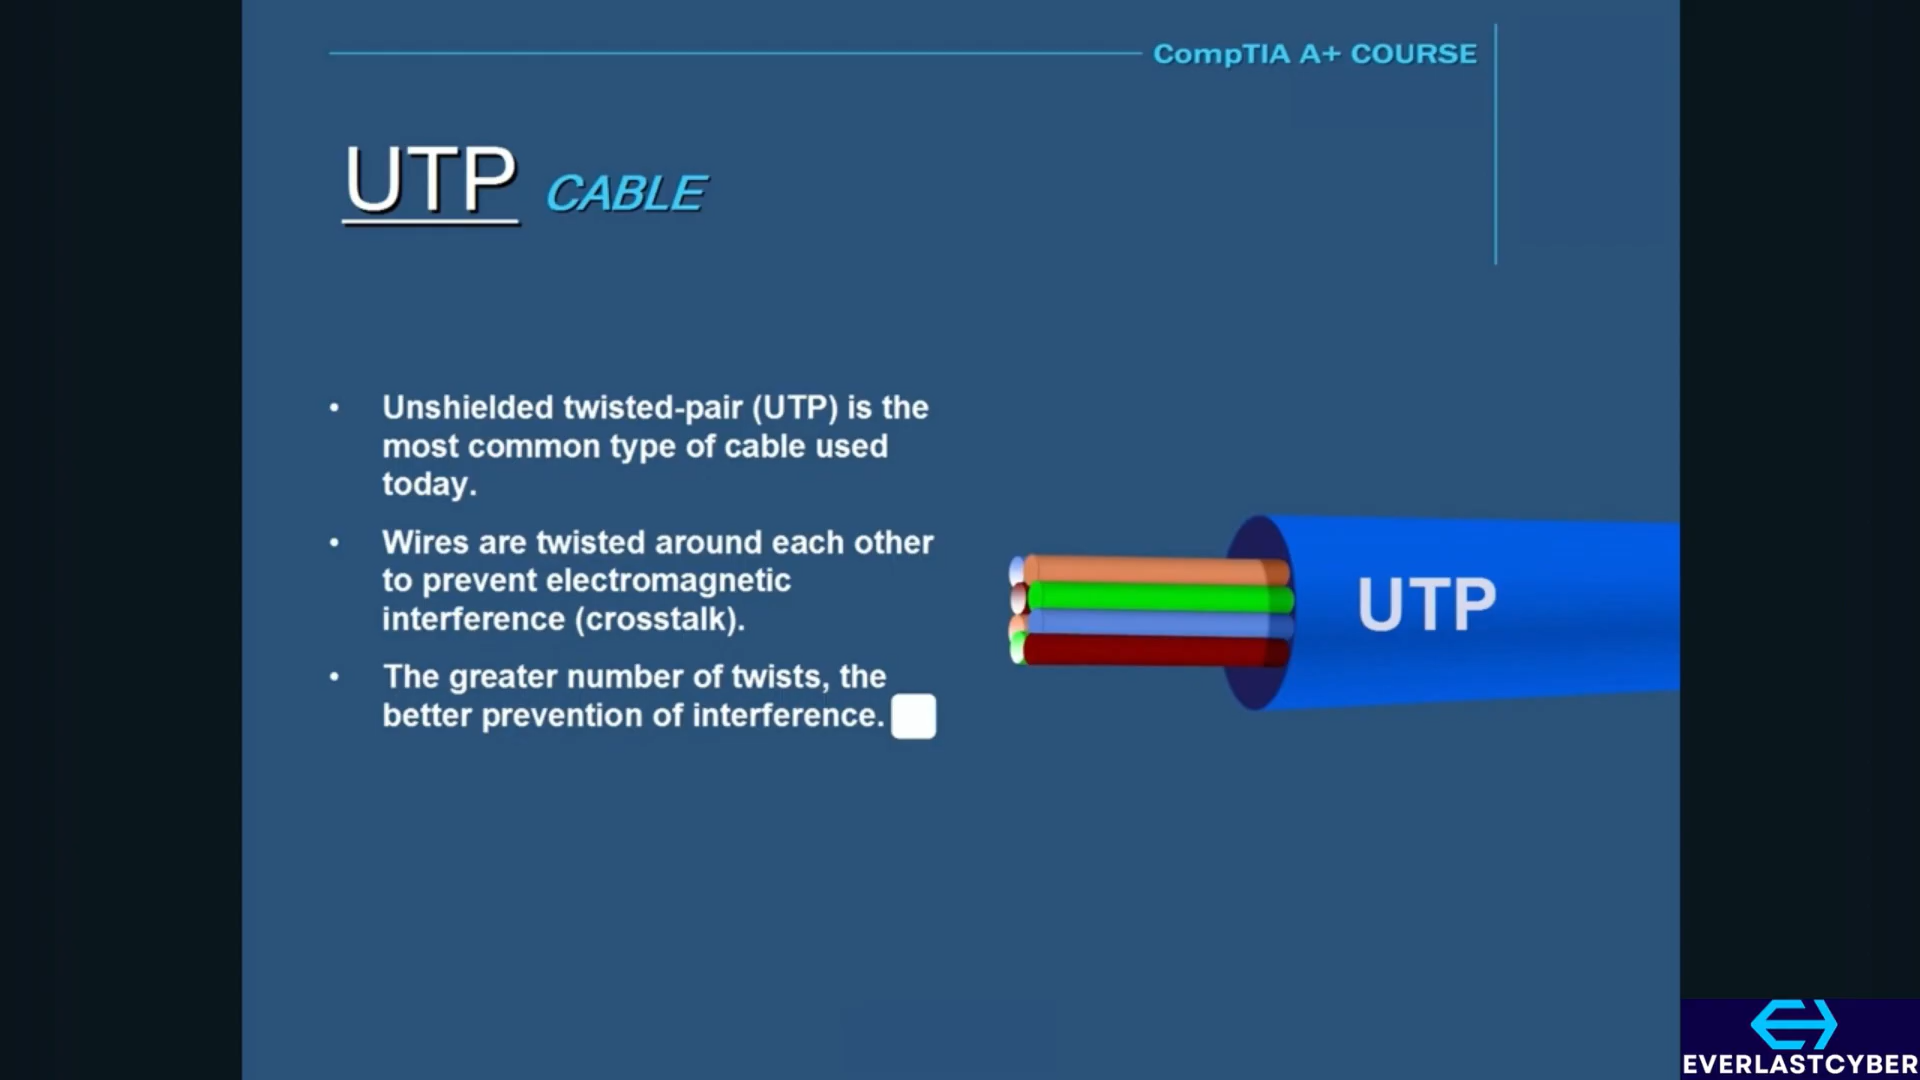 CompTIA A+ COURSE
UTP CABLE
• Unshielded twisted-pair (UTP) is the
most common type of cable used
today.
• Wires are twisted around each other
to prevent electromagnetic
interference (crosstalk).
• The greater number of twists, the
better prevention of interference.
UTP
EVERLASTCYBER